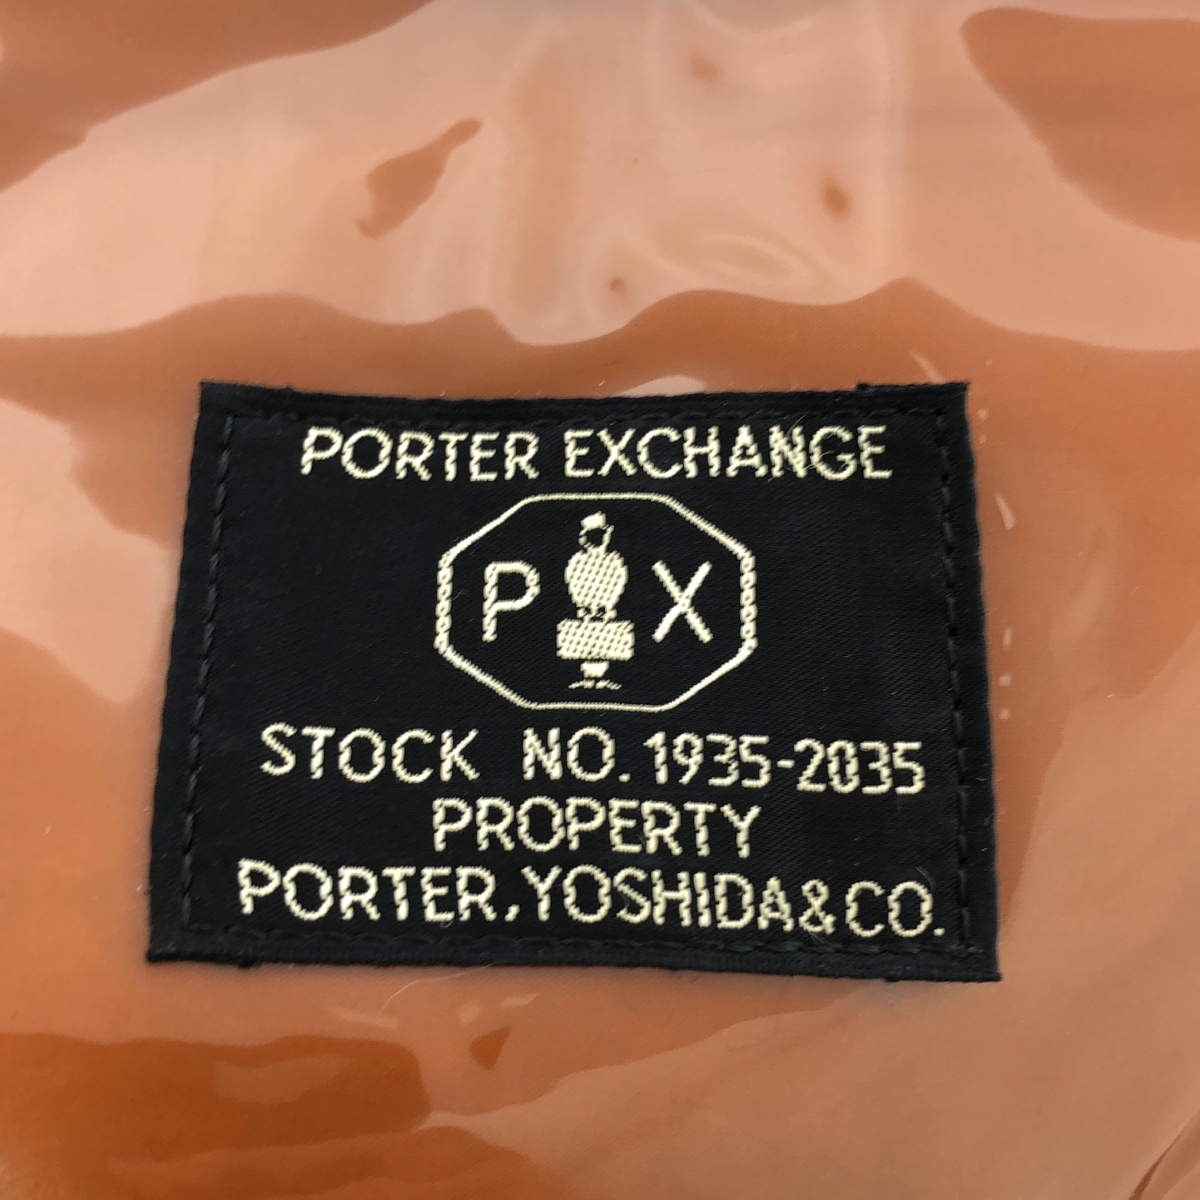 PORTER EXCHANGE
P X
STOCK NO. 1935-2035
PROPERTY
PORTER, YOSHIDA & CO.